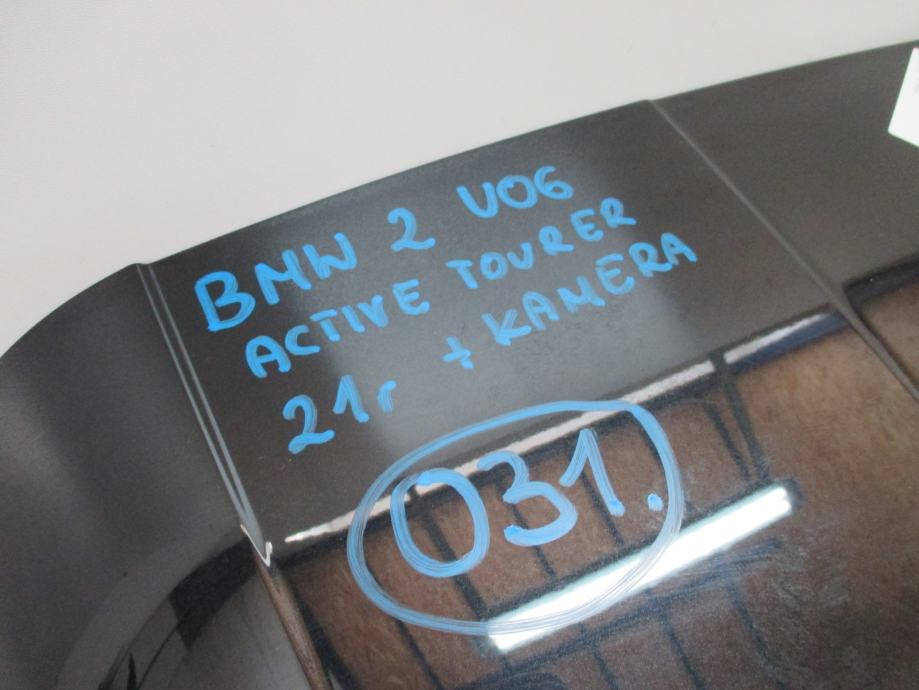 BMW 2 U06
ACTIVE TOURER
21r + KAMERA
031.